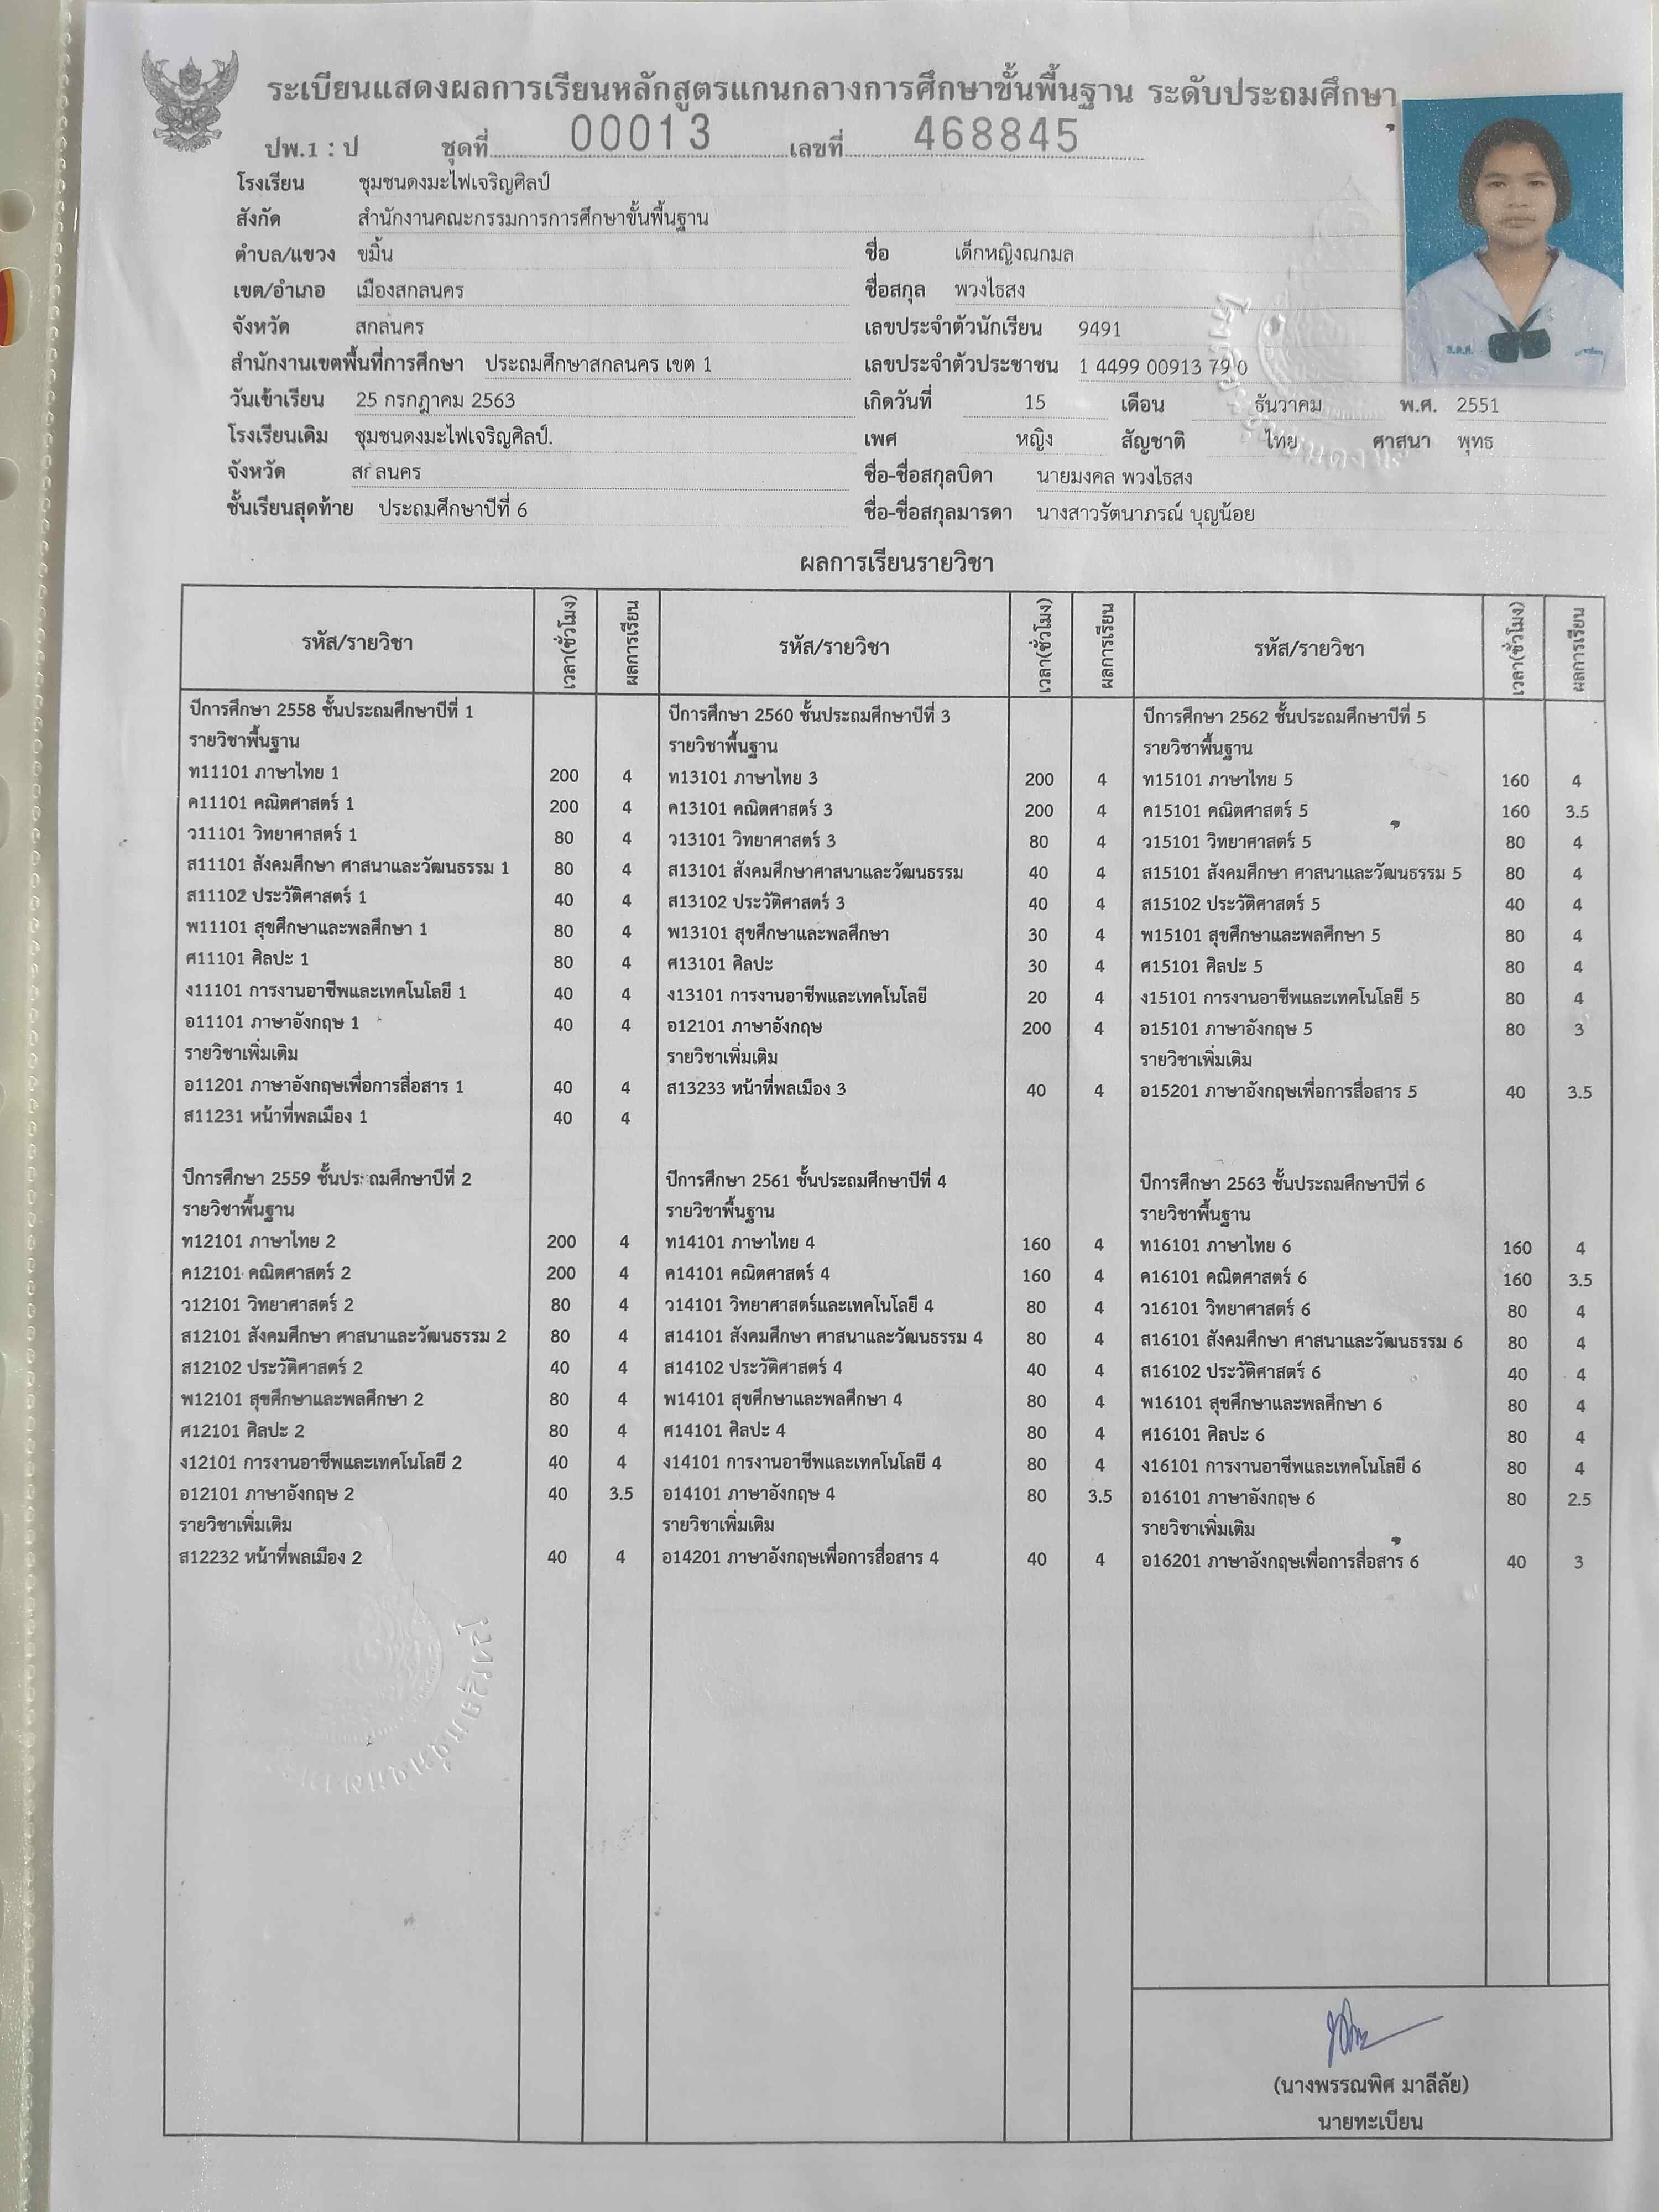 ระเบียนแสดงผลการเรียนหลักสูตรแกนกลางการศึกษาขั้นพื้นฐาน ระดับประถมศึกษา
ปพ.1 : ป ชุดที่ 00013 เลขที่ 468845
โรงเรียน ชุมชนดงมะไฟเจริญศิลป์
สังกัด สำนักงานคณะกรรมการการศึกษาขั้นพื้นฐาน
ตำบล/แขวง ขมิ้น
เขต/อำเภอ เมืองสกลนคร
จังหวัด สกลนคร
สำนักงานเขตพื้นที่การศึกษา ประถมศึกษาสกลนคร เขต 1
วันเข้าเรียน 25 กรกฎาคม 2563
โรงเรียนเดิม ชุมชนดงมะไฟเจริญศิลป์.
จังหวัด สกลนคร
ชั้นเรียนสุดท้าย ประถมศึกษาปีที่ 6
ชื่อ เด็กหญิงณกมล
ชื่อสกุล พวงไธสง
เลขประจำตัวนักเรียน 9491
เลขประจำตัวประชาชน 1 4499 00913 79 0
เกิดวันที่ 15 เดือน ธันวาคม พ.ศ. 2551
เพศ หญิง สัญชาติ ไทย ศาสนา พุทธ
ชื่อ-ชื่อสกุลบิดา นายมงคล พวงไธสง
ชื่อ-ชื่อสกุลมารดา นางสาวรัตนาภรณ์ บุญน้อย
ผลการเรียนรายวิชา
รหัส/รายวิชา เวลา(ชั่วโมง) ผลการเรียน
ปีการศึกษา 2558 ชั้นประถมศึกษาปีที่ 1
รายวิชาพื้นฐาน
ท11101 ภาษาไทย 1 200 4
ค11101 คณิตศาสตร์ 1 200 4
ว11101 วิทยาศาสตร์ 1 80 4
ส11101 สังคมศึกษา ศาสนาและวัฒนธรรม 1 80 4
ส11102 ประวัติศาสตร์ 1 40 4
พ11101 สุขศึกษาและพลศึกษา 1 80 4
ศ11101 ศิลปะ 1 80 4
ง11101 การงานอาชีพและเทคโนโลยี 1 40 4
อ11101 ภาษาอังกฤษ 1 40 4
รายวิชาเพิ่มเติม
อ11201 ภาษาอังกฤษเพื่อการสื่อสาร 1 40 4
ส11231 หน้าที่พลเมือง 1 40 4
ปีการศึกษา 2559 ชั้นประถมศึกษาปีที่ 2
รายวิชาพื้นฐาน
ท12101 ภาษาไทย 2 200 4
ค12101 คณิตศาสตร์ 2 200 4
ว12101 วิทยาศาสตร์ 2 80 4
ส12101 สังคมศึกษา ศาสนาและวัฒนธรรม 2 80 4
ส12102 ประวัติศาสตร์ 2 40 4
พ12101 สุขศึกษาและพลศึกษา 2 80 4
ศ12101 ศิลปะ 2 80 4
ง12101 การงานอาชีพและเทคโนโลยี 2 40 4
อ12101 ภาษาอังกฤษ 2 40 3.5
รายวิชาเพิ่มเติม
ส12232 หน้าที่พลเมือง 2 40 4
รหัส/รายวิชา เวลา(ชั่วโมง) ผลการเรียน
ปีการศึกษา 2560 ชั้นประถมศึกษาปีที่ 3
รายวิชาพื้นฐาน
ท13101 ภาษาไทย 3 200 4
ค13101 คณิตศาสตร์ 3 200 4
ว13101 วิทยาศาสตร์ 3 80 4
ส13101 สังคมศึกษาศาสนาและวัฒนธรรม 40 4
ส13102 ประวัติศาสตร์ 3 40 4
พ13101 สุขศึกษาและพลศึกษา 30 4
ศ13101 ศิลปะ 30 4
ง13101 การงานอาชีพและเทคโนโลยี 20 4
อ12101 ภาษาอังกฤษ 200 4
รายวิชาเพิ่มเติม
ส13233 หน้าที่พลเมือง 3 40 4
ปีการศึกษา 2561 ชั้นประถมศึกษาปีที่ 4
รายวิชาพื้นฐาน
ท14101 ภาษาไทย 4 160 4
ค14101 คณิตศาสตร์ 4 160 4
ว14101 วิทยาศาสตร์และเทคโนโลยี 4 80 4
ส14101 สังคมศึกษา ศาสนาและวัฒนธรรม 4 80 4
ส14102 ประวัติศาสตร์ 4 40 4
พ14101 สุขศึกษาและพลศึกษา 4 80 4
ศ14101 ศิลปะ 4 80 4
ง14101 การงานอาชีพและเทคโนโลยี 4 80 4
อ14101 ภาษาอังกฤษ 4 80 3.5
รายวิชาเพิ่มเติม
อ14201 ภาษาอังกฤษเพื่อการสื่อสาร 4 40 4
รหัส/รายวิชา เวลา(ชั่วโมง) ผลการเรียน
ปีการศึกษา 2562 ชั้นประถมศึกษาปีที่ 5
รายวิชาพื้นฐาน
ท15101 ภาษาไทย 5 160 4
ค15101 คณิตศาสตร์ 5 160 3.5
ว15101 วิทยาศาสตร์ 5 80 4
ส15101 สังคมศึกษา ศาสนาและวัฒนธรรม 5 80 4
ส15102 ประวัติศาสตร์ 5 40 4
พ15101 สุขศึกษาและพลศึกษา 5 80 4
ศ15101 ศิลปะ 5 80 4
ง15101 การงานอาชีพและเทคโนโลยี 5 80 4
อ15101 ภาษาอังกฤษ 5 80 3
รายวิชาเพิ่มเติม
อ15201 ภาษาอังกฤษเพื่อการสื่อสาร 5 40 3.5
ปีการศึกษา 2563 ชั้นประถมศึกษาปีที่ 6
รายวิชาพื้นฐาน
ท16101 ภาษาไทย 6 160 4
ค16101 คณิตศาสตร์ 6 160 3.5
ว16101 วิทยาศาสตร์ 6 80 4
ส16101 สังคมศึกษา ศาสนาและวัฒนธรรม 6 80 4
ส16102 ประวัติศาสตร์ 6 40 4
พ16101 สุขศึกษาและพลศึกษา 6 80 4
ศ16101 ศิลปะ 6 80 4
ง16101 การงานอาชีพและเทคโนโลยี 6 80 4
อ16101 ภาษาอังกฤษ 6 80 2.5
รายวิชาเพิ่มเติม
อ16201 ภาษาอังกฤษเพื่อการสื่อสาร 6 40 3
(นางพรรณพิศ มาลีลัย)
นายทะเบียน